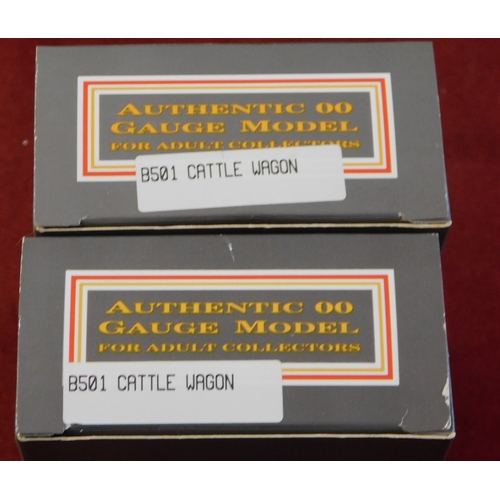 AUTHENTIC 00
GAUGE MODEL
FOR ADULT COLLECTORS
B501 CATTLE WAGON
AUTHENTIC 00
GAUGE MODEL
FOR ADULT COLLECTORS
B501 CATTLE WAGON